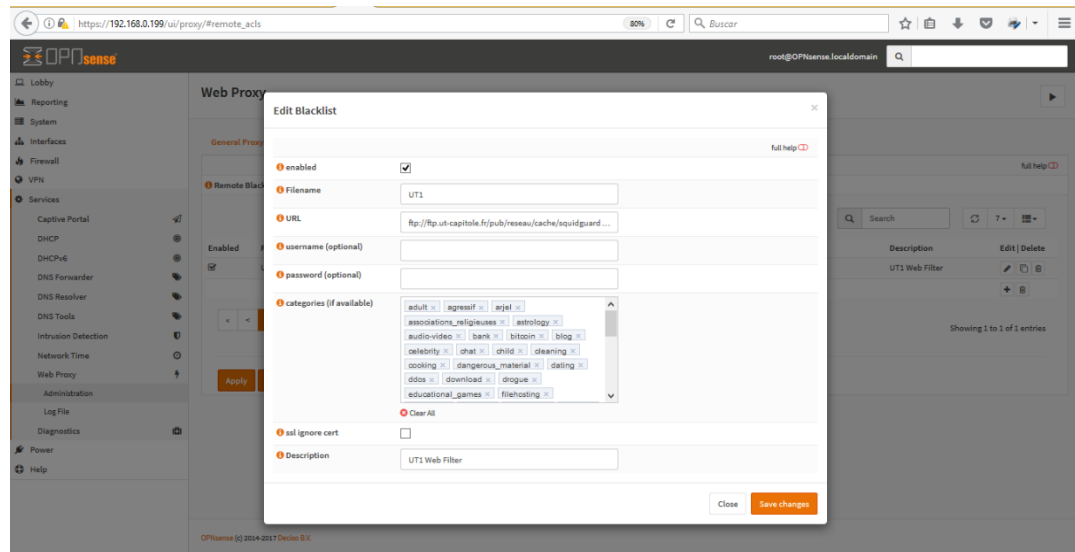 https://192.168.0.199/ui/proxy/#remote_acls
80%
Buscar
OPNsense
root@OPNsense.localdomain
Lobby
Reporting
System
Interfaces
Firewall
VPN
Services
Captive Portal
DHCP
DHCPv6
DNS Forwarder
DNS Resolver
DNS Tools
Intrusion Detection
Network Time
Web Proxy
Administration
Log File
Diagnostics
Power
Help
Web Proxy
General Proxy
full help
Remote Black
Search
7
Enabled
Description
Edit | Delete
UT1 Web Filter
« <
Showing 1 to 1 of 1 entries
Apply
Edit Blacklist ×
full help
enabled
Filename
UT1
URL
ftp://ftp.ut-capitole.fr/pub/reseau/cache/squidguard ...
username (optional)
password (optional)
categories (if available)
adult × agressif × arjel ×
associations_religieuses × astrology ×
audio-video × bank × bitcoin × blog ×
celebrity × chat × child × cleaning ×
cooking × dangerous_material × dating ×
ddos × download × drogue ×
educational_games × filehosting ×
Clear All
ssl ignore cert
Description
UT1 Web Filter
Close
Save changes
OPNsense (c) 2014-2017 Deciso B.V.